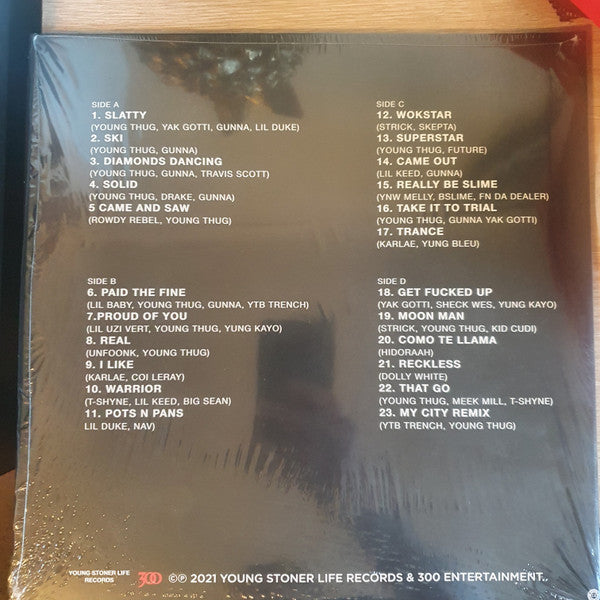 SIDE A
1. SLATTY
(YOUNG THUG, YAK GOTTI, GUNNA, LIL DUKE)
2. SKI
(YOUNG THUG, GUNNA)
3. DIAMONDS DANCING
(YOUNG THUG, GUNNA, TRAVIS SCOTT)
4. SOLID
(YOUNG THUG, DRAKE, GUNNA)
5 CAME AND SAW
(ROWDY REBEL, YOUNG THUG)
SIDE B
6. PAID THE FINE
(LIL BABY, YOUNG THUG, GUNNA, YTB TRENCH)
7.PROUD OF YOU
(LIL UZI VERT, YOUNG THUG, YUNG KAYO)
8. REAL
(UNFOONK, YOUNG THUG)
9. I LIKE
(KARLAE, COI LERAY)
10. WARRIOR
(T-SHYNE, LIL KEED, BIG SEAN)
11. POTS N PANS
LIL DUKE, NAV)
SIDE C
12. WOKSTAR
(STRICK, SKEPTA)
13. SUPERSTAR
(YOUNG THUG, FUTURE)
14. CAME OUT
(LIL KEED, GUNNA)
15. REALLY BE SLIME
(YNW MELLY, BSLIME, FN DA DEALER)
16. TAKE IT TO TRIAL
(YOUNG THUG, GUNNA YAK GOTTI)
17. TRANCE
(KARLAE, YUNG BLEU)
SIDE D
18. GET FUCKED UP
(YAK GOTTI, SHECK WES, YUNG KAYO)
19. MOON MAN
(STRICK, YOUNG THUG, KID CUDI)
20. COMO TE LLAMA
(HIDORAAH)
21. RECKLESS
(DOLLY WHITE)
22. THAT GO
(YOUNG THUG, MEEK MILL, T-SHYNE)
23. MY CITY REMIX
(YTB TRENCH, YOUNG THUG)
YOUNG STONER LIFE
RECORDS
300
©℗ 2021 YOUNG STONER LIFE RECORDS & 300 ENTERTAINMENT.